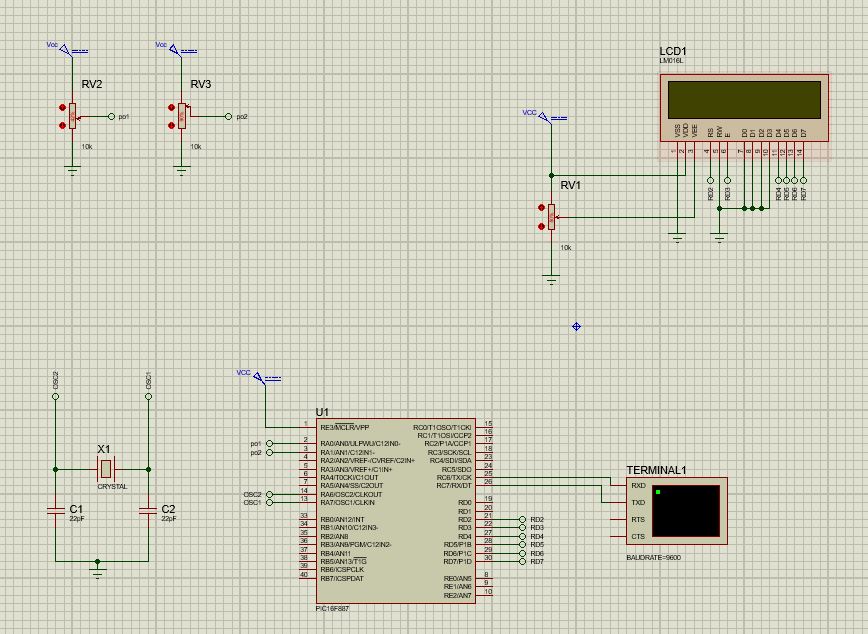 Vcc
Vcc
RV2
RV3
po1
po2
10k
10k
LCD1
LM016L
VCC
VSS VDD VEE RS RW E D0 D1 D2 D3 D4 D5 D6 D7
1 2 3 4 5 6 7 8 9 10 11 12 13 14
RD2 RD3 RD4 RD5 RD6 RD7
RV1
10k
OSC2
OSC1
X1
CRYSTAL
C1
22pF
C2
22pF
VCC
U1
1 RE3/MCLR/VPP RC0/T1OSO/T1CKI 15
RC1/T1OSI/CCP2 16
po1 2 RA0/AN0/ULPWU/C12IN0- RC2/P1A/CCP1 17
po2 3 RA1/AN1/C12IN1- RC3/SCK/SCL 18
4 RA2/AN2/VREF-/CVREF/C2IN+ RC4/SDI/SDA 23
5 RA3/AN3/VREF+/C1IN+ RC5/SDO 24
6 RA4/T0CKI/C1OUT RC6/TX/CK 25
7 RA5/AN4/SS/C2OUT RC7/RX/DT 26
OSC2 14 RA6/OSC2/CLKOUT
OSC1 13 RA7/OSC1/CLKIN RD0 19
RD1 20
33 RB0/AN12/INT RD2 21 RD2
34 RB1/AN10/C12IN3- RD3 22 RD3
35 RB2/AN8 RD4 27 RD4
36 RB3/AN9/PGM/C12IN2- RD5/P1B 28 RD5
37 RB4/AN11 RD6/P1C 29 RD6
38 RB5/AN13/T1G RD7/P1D 30 RD7
39 RB6/ICSPCLK
40 RB7/ICSPDAT RE0/AN5 8
RE1/AN6 9
RE2/AN7 10
PIC16F887
TERMINAL1
RXD
TXD
RTS
CTS
BAUDRATE=9600